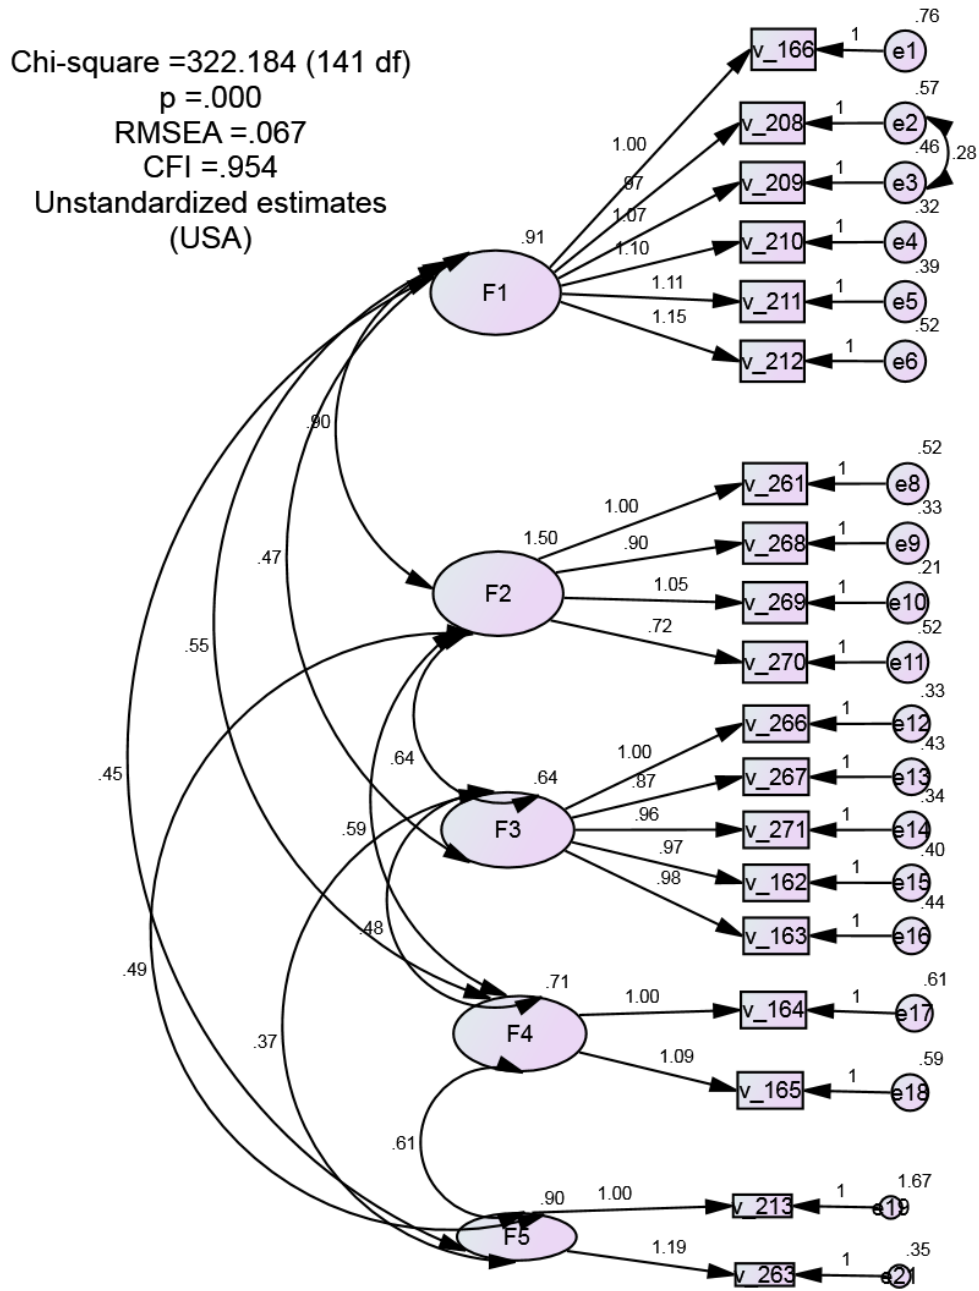 Chi-square =322.184 (141 df)
p =.000
RMSEA =.067
CFI =.954
Unstandardized estimates
(USA)
.76
1.00
v_166
1
e1
.57
.97
v_208
1
e2
.28
.46
1.07
v_209
1
e3
.32
1.10
v_210
1
e4
.39
1.11
v_211
1
e5
.52
1.15
v_212
1
e6
.91
F1
.90
.47
.55
.45
.52
1.00
v_261
1
e8
.33
.90
v_268
1
e9
.21
1.05
v_269
1
e10
.52
.72
v_270
1
e11
1.50
F2
.64
.59
.49
.33
1.00
v_266
1
e12
.43
.87
v_267
1
e13
.34
.96
v_271
1
e14
.40
.97
v_162
1
e15
.44
.98
v_163
1
e16
.64
F3
.48
.37
.61
1.00
v_164
1
e17
.59
1.09
v_165
1
e18
.71
F4
.61
1.67
1.00
v_213
1
e19
.35
1.19
v_263
1
e21
.90
F5